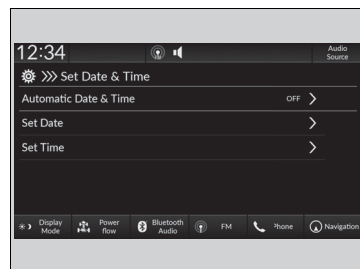 12:34
Audio
Source
Set Date & Time
Automatic Date & Time OFF
Set Date
Set Time
Display
Mode
Power
flow
Bluetooth
Audio
FM
Phone
Navigation